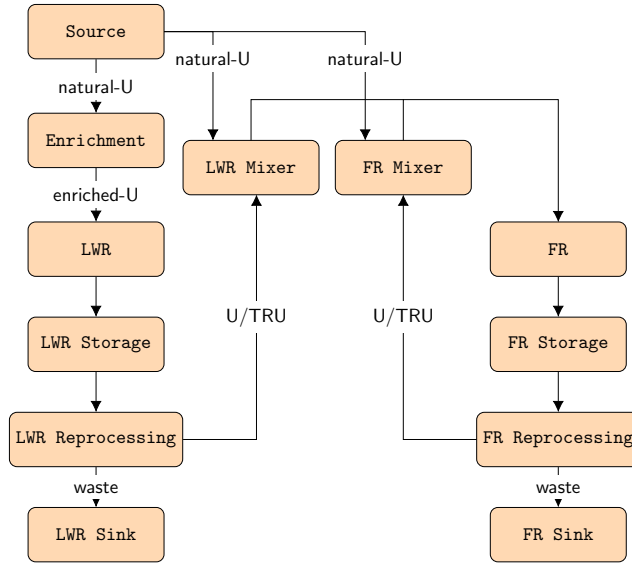 Source
natural-U
natural-U
natural-U
Enrichment
LWR Mixer
FR Mixer
enriched-U
LWR
FR
U/TRU
U/TRU
LWR Storage
FR Storage
LWR Reprocessing
FR Reprocessing
waste
waste
LWR Sink
FR Sink